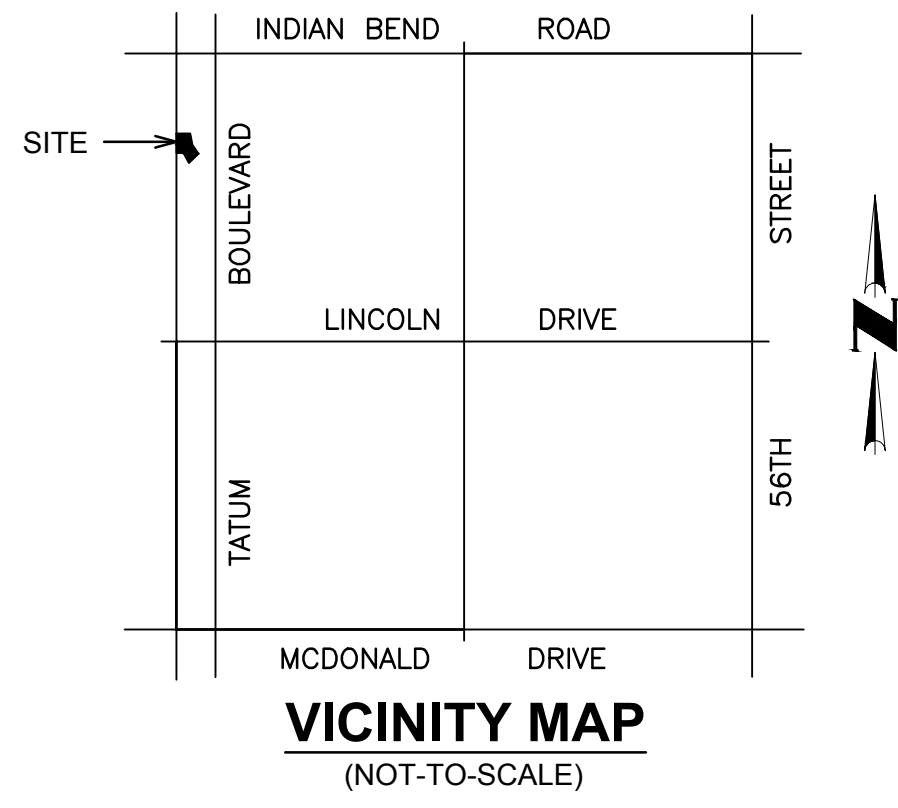 INDIAN BEND ROAD
SITE
BOULEVARD
STREET
LINCOLN DRIVE
N
TATUM
56TH
MCDONALD DRIVE
VICINITY MAP
(NOT-TO-SCALE)